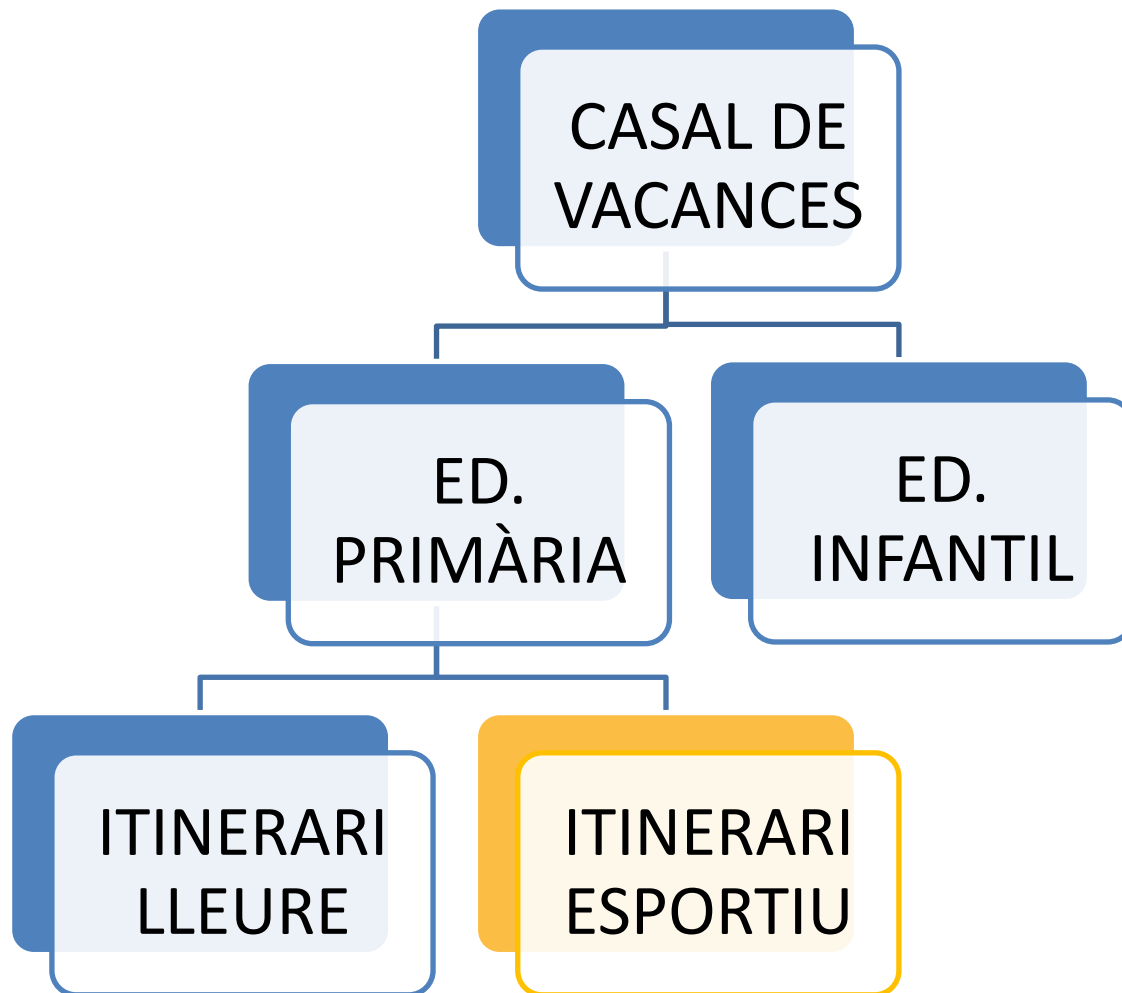 CASAL DE
VACANCES
ED.
PRIMÀRIA
ED.
INFANTIL
ITINERARI
LLEURE
ITINERARI
ESPORTIU